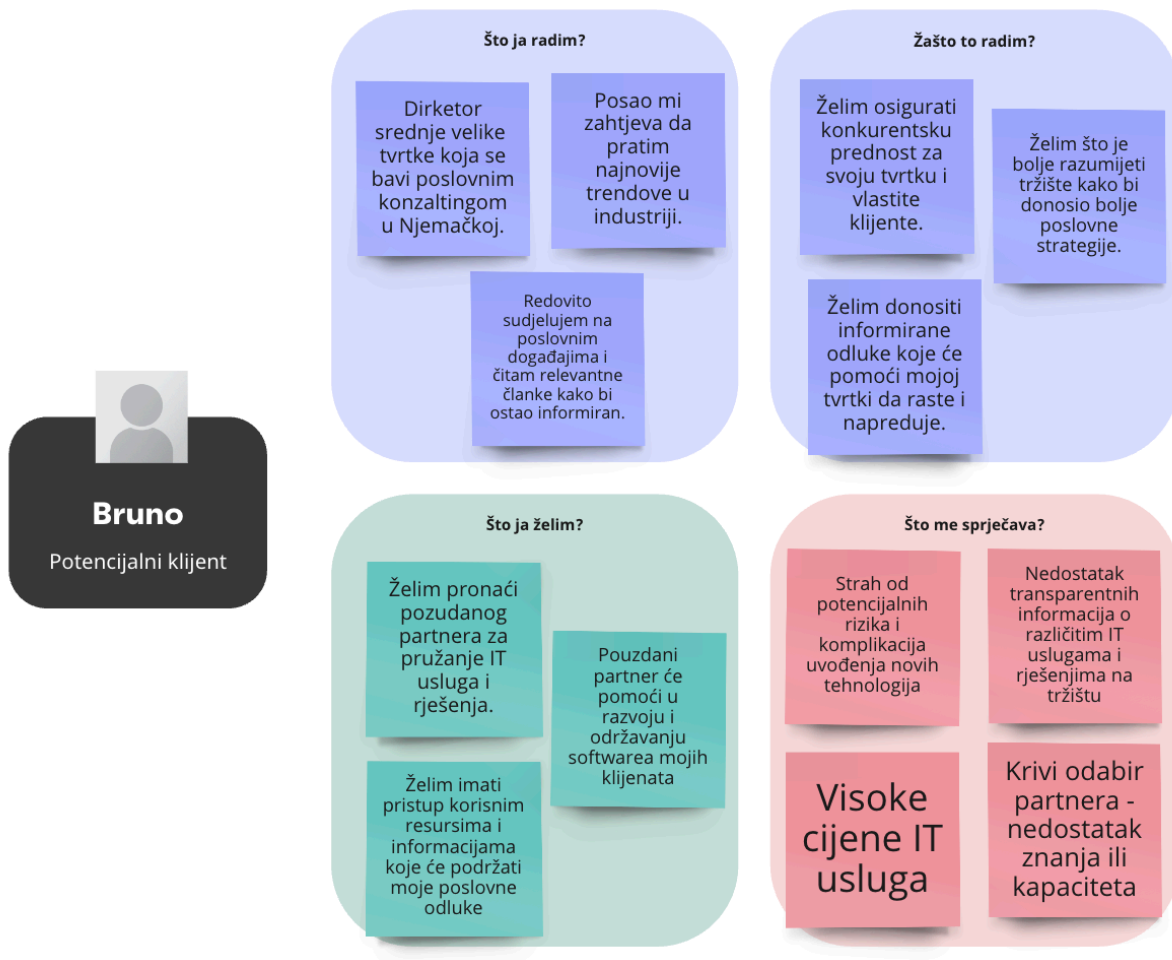 Što ja radim?
Dirketor
srednje velike
tvrtke koja se
bavi poslovnim
konzaltingom
u Njemačkoj.
Posao mi
zahtjeva da
pratim
najnovije
trendove u
industriji.
Redovito
sudjelujem na
poslovnim
događajima i
čitam relevantne
članke kako bi
ostao informiran.
Žašto to radim?
Želim osigurati
konkurentsku
prednost za
svoju tvrtku i
vlastite
klijente.
Želim što je
bolje razumijeti
tržište kako bi
donosio bolje
poslovne
strategije.
Želim donositi
informirane
odluke koje će
pomoći mojoj
tvrtki da raste i
napreduje.
Bruno
Potencijalni klijent
Što ja želim?
Želim pronaći
pozudanog
partnera za
pružanje IT
usluga i
rješenja.
Pouzdani
partner će
pomoći u
razvoju i
održavanju
softwarea mojih
klijenata
Želim imati
pristup korisnim
resursima i
informacijama
koje će podržati
moje poslovne
odluke
Što me sprječava?
Strah od
potencijalnih
rizika i
komplikacija
uvođenja novih
tehnologija
Nedostatak
transparentnih
informacija o
različitim IT
uslugama i
rješenjima na
tržištu
Visoke
cijene IT
usluga
Krivi odabir
partnera -
nedostatak
znanja ili
kapaciteta